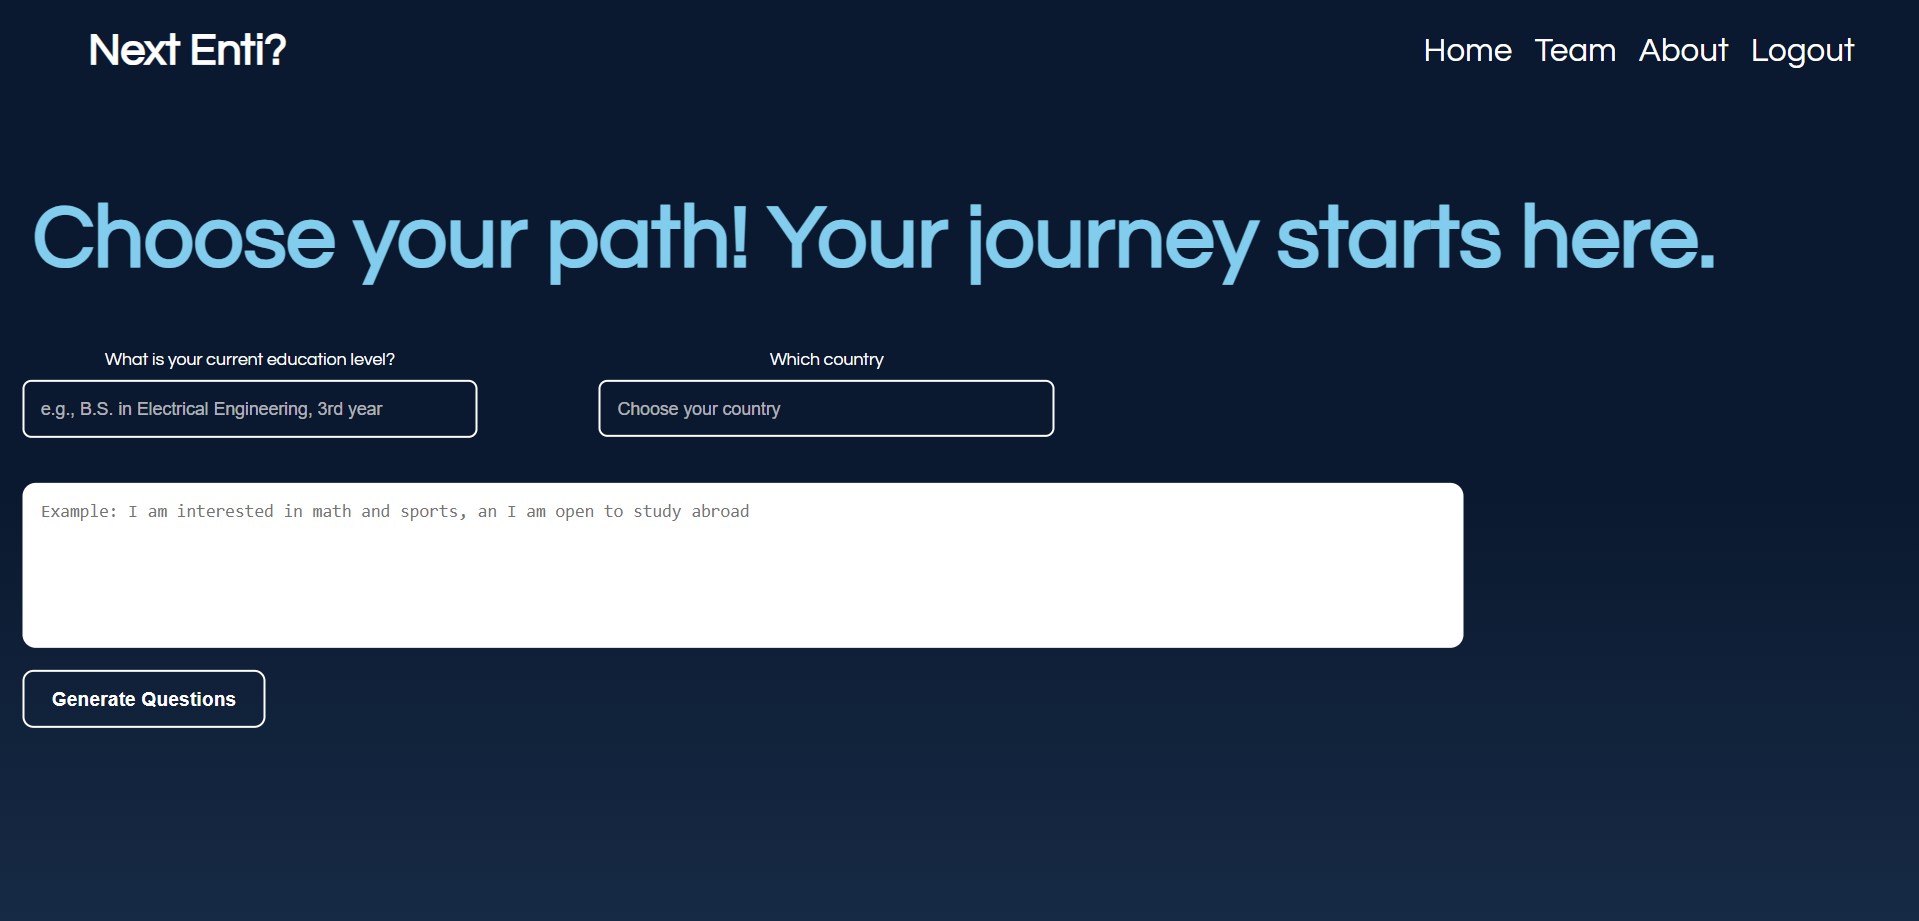 Next Enti?
Home Team About Logout
Choose your path! Your journey starts here.
What is your current education level?
Which country
e.g., B.S. in Electrical Engineering, 3rd year
Choose your country
Example: I am interested in math and sports, an I am open to study abroad
Generate Questions